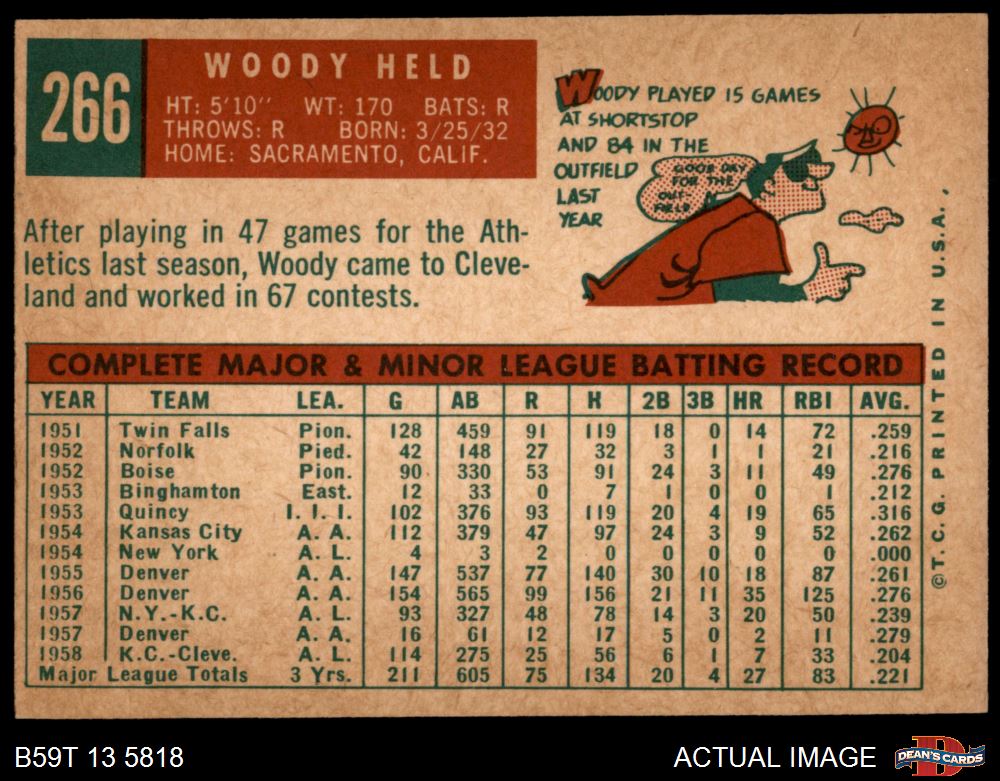 266
WOODY HELD
HT: 5'10" WT: 170 BATS: R
THROWS: R BORN: 3/25/32
HOME: SACRAMENTO, CALIF.
WOODY PLAYED 15 GAMES
AT SHORTSTOP
AND 84 IN THE
OUTFIELD
LAST
YEAR
GOOD DAY
FOR THE
OUT-
FIELD
After playing in 47 games for the Ath-
letics last season, Woody came to Cleve-
land and worked in 67 contests.
COMPLETE MAJOR & MINOR LEAGUE BATTING RECORD
YEAR TEAM LEA. G AB R H 2B 3B HR RBI AVG.
1951 Twin Falls Pion. 128 459 91 119 18 0 14 72 .259
1952 Norfolk Pied. 42 148 27 32 3 1 1 21 .216
1952 Boise Pion. 90 330 53 91 24 3 11 49 .276
1953 Binghamton East. 12 33 0 7 1 0 0 1 .212
1953 Quincy I. I. I. 102 376 93 119 20 4 19 65 .316
1954 Kansas City A. A. 112 379 47 97 24 3 9 52 .262
1954 New York A. L. 4 3 2 0 0 0 0 0 .000
1955 Denver A. A. 147 537 77 140 30 10 18 87 .261
1956 Denver A. A. 154 565 99 156 21 11 35 125 .276
1957 N.Y.-K.C. A. L. 93 327 48 78 14 3 20 50 .239
1957 Denver A. A. 16 61 12 17 5 0 2 11 .279
1958 K.C.-Cleve. A. L. 114 275 25 56 6 1 7 33 .204
Major League Totals 3 Yrs. 211 605 75 134 20 4 27 83 .221
©T.C.G. PRINTED IN U.S.A.
B59T 13 5818
ACTUAL IMAGE
D
DEAN'S CARDS